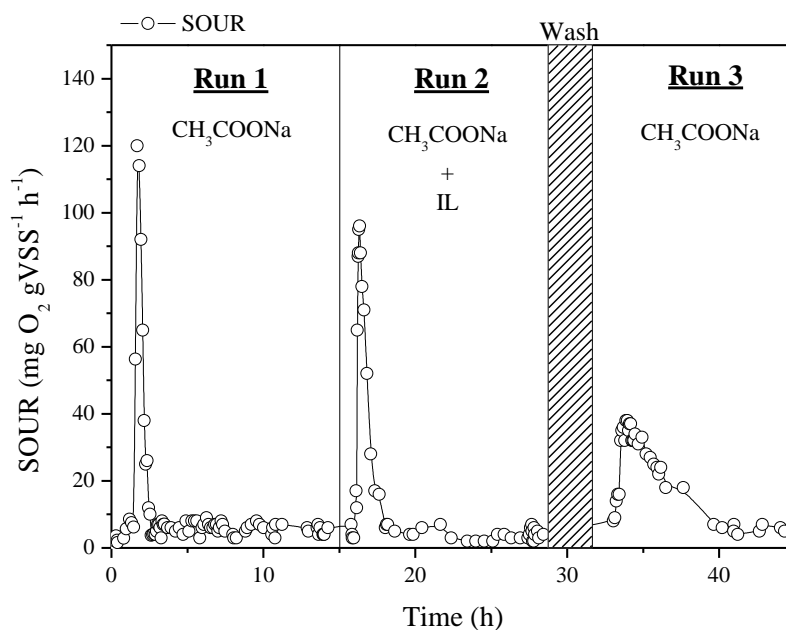 SOUR
Wash
Run 1
Run 2
Run 3
CH₃COONa
CH₃COONa
+
IL
CH₃COONa
SOUR (mg O₂ gVSS⁻¹ h⁻¹)
140
120
100
80
60
40
20
0
0 10 20 30 40
Time (h)